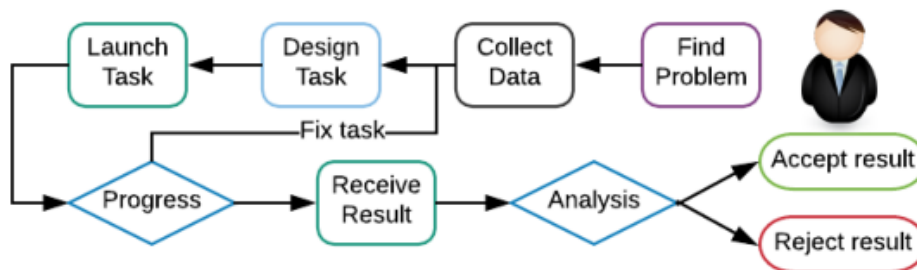 Launch
Task
Design
Task
Collect
Data
Find
Problem
Fix task
Progress
Receive
Result
Analysis
Accept result
Reject result